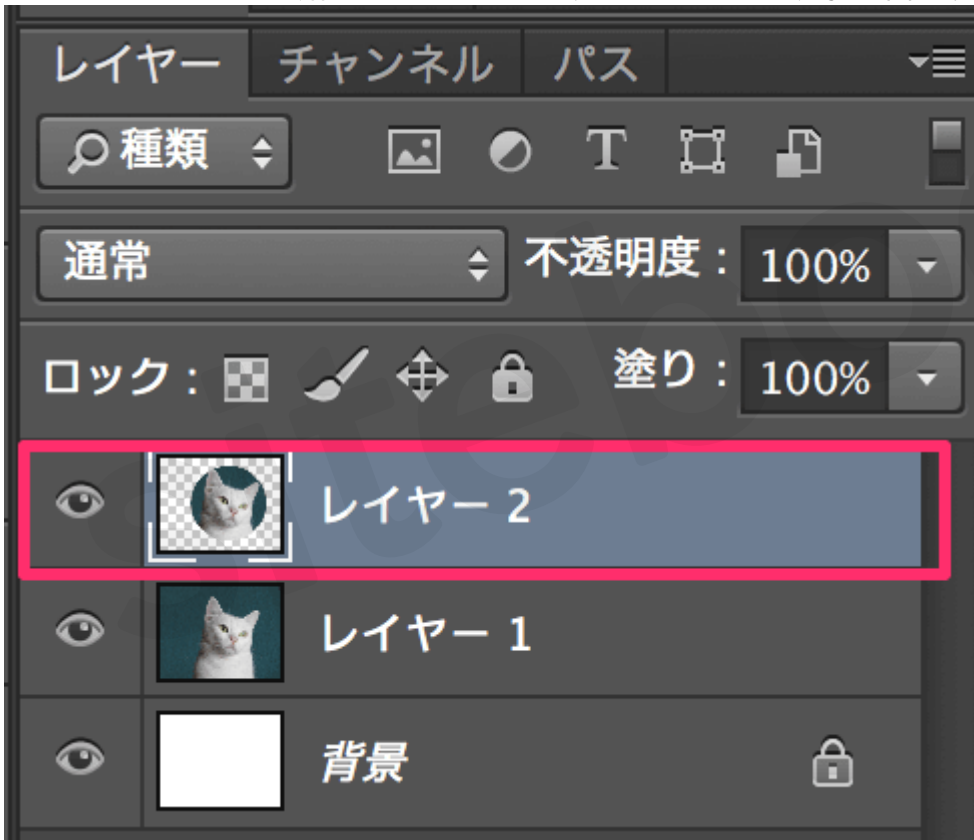 レイヤー チャンネル パス
種類
通常 不透明度： 100%
ロック： 塗り： 100%
レイヤー 2
レイヤー 1
背景